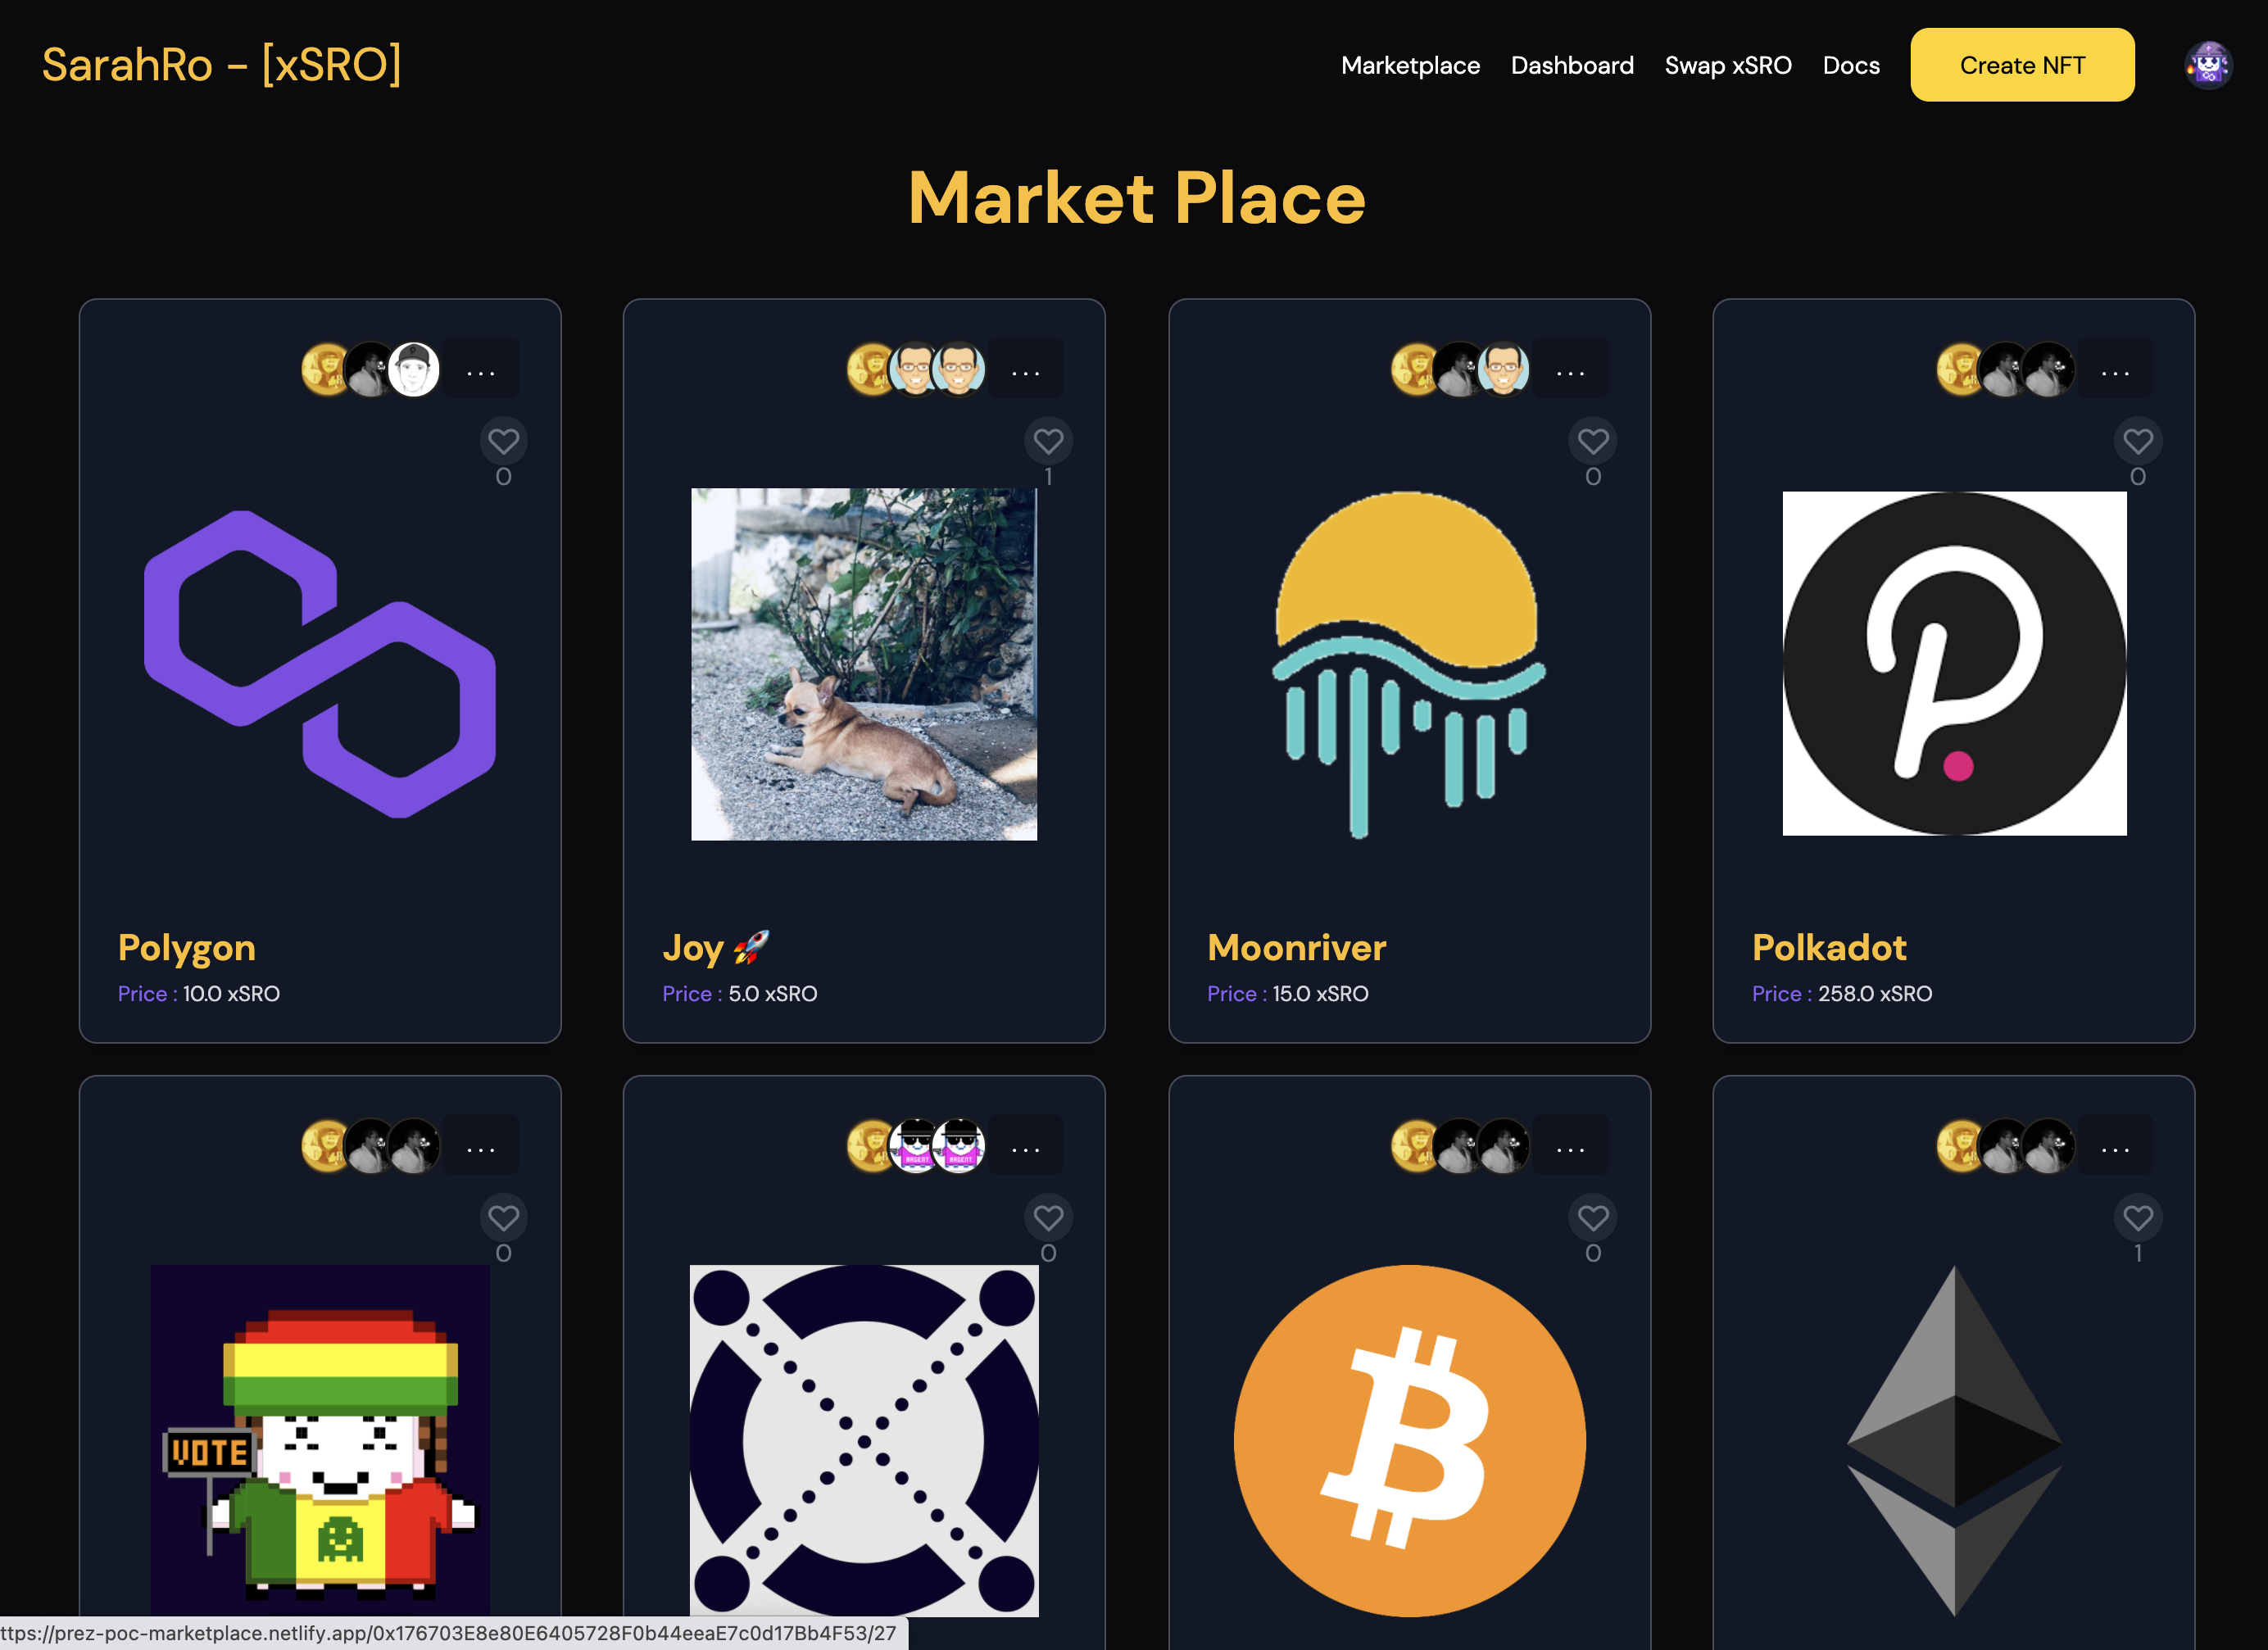 SarahRo - [xSRO]
Marketplace Dashboard Swap xSRO Docs Create NFT
Market Place
... ... ... ...
0 1 0 0
Polygon
Price : 10.0 xSRO
Joy 🚀
Price : 5.0 xSRO
Moonriver
Price : 15.0 xSRO
Polkadot
Price : 258.0 xSRO
... ... ... ...
0 0 0 1
VOTE
ttps://prez-poc-marketplace.netlify.app/0x176703E8e80E6405728F0b44eeaE7c0d17Bb4F53/27